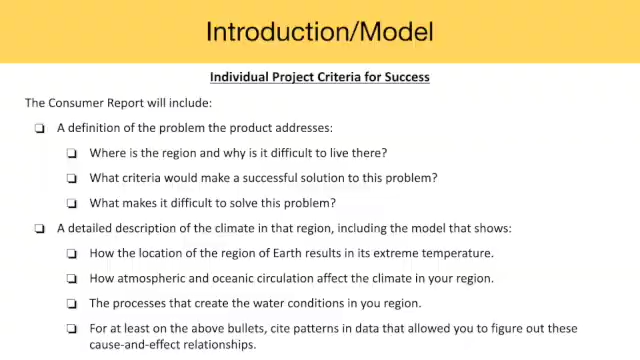 Introduction/Model
Individual Project Criteria for Success
The Consumer Report will include:
A definition of the problem the product addresses:
Where is the region and why is it difficult to live there?
What criteria would make a successful solution to this problem?
What makes it difficult to solve this problem?
A detailed description of the climate in that region, including the model that shows:
How the location of the region of Earth results in its extreme temperature.
How atmospheric and oceanic circulation affect the climate in your region.
The processes that create the water conditions in you region.
For at least on the above bullets, cite patterns in data that allowed you to figure out these
cause-and-effect relationships.